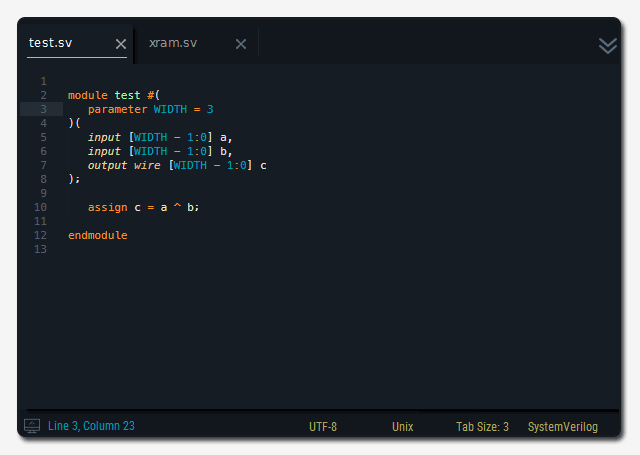 test.sv xram.sv
1
2 module test #(
3 parameter WIDTH = 3
4 )(
5 input [WIDTH - 1:0] a,
6 input [WIDTH - 1:0] b,
7 output wire [WIDTH - 1:0] c
8 );
9
10 assign c = a ^ b;
11
12 endmodule
13
Line 3, Column 23 UTF-8 Unix Tab Size: 3 SystemVerilog